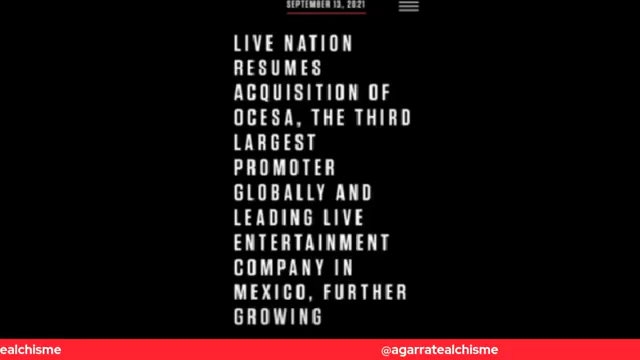 SEPTEMBER 13, 2021
LIVE NATION
RESUMES
ACQUISITION OF
OCESA, THE THIRD
LARGEST
PROMOTER
GLOBALLY AND
LEADING LIVE
ENTERTAINMENT
COMPANY IN
MEXICO, FURTHER
GROWING
ealchisme @agarratealchisme